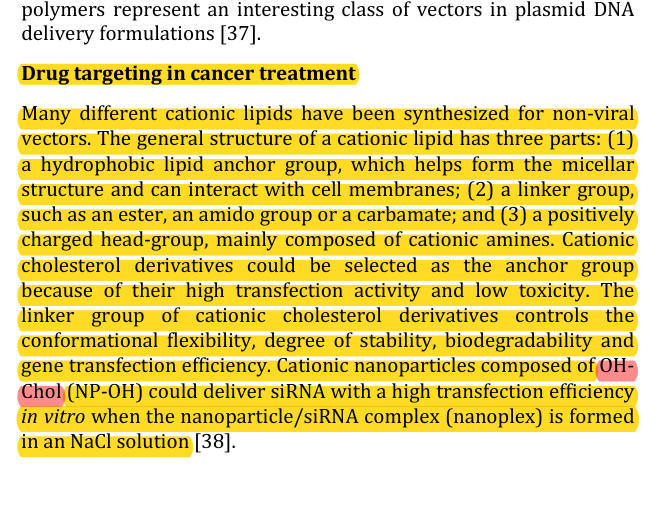 polymers represent an interesting class of vectors in plasmid DNA
delivery formulations [37].
Drug targeting in cancer treatment
Many different cationic lipids have been synthesized for non-viral
vectors. The general structure of a cationic lipid has three parts: (1)
a hydrophobic lipid anchor group, which helps form the micellar
structure and can interact with cell membranes; (2) a linker group,
such as an ester, an amido group or a carbamate; and (3) a positively
charged head-group, mainly composed of cationic amines. Cationic
cholesterol derivatives could be selected as the anchor group
because of their high transfection activity and low toxicity. The
linker group of cationic cholesterol derivatives controls the
conformational flexibility, degree of stability, biodegradability and
gene transfection efficiency. Cationic nanoparticles composed of OH-
Chol (NP-OH) could deliver siRNA with a high transfection efficiency
in vitro when the nanoparticle/siRNA complex (nanoplex) is formed
in an NaCl solution [38].